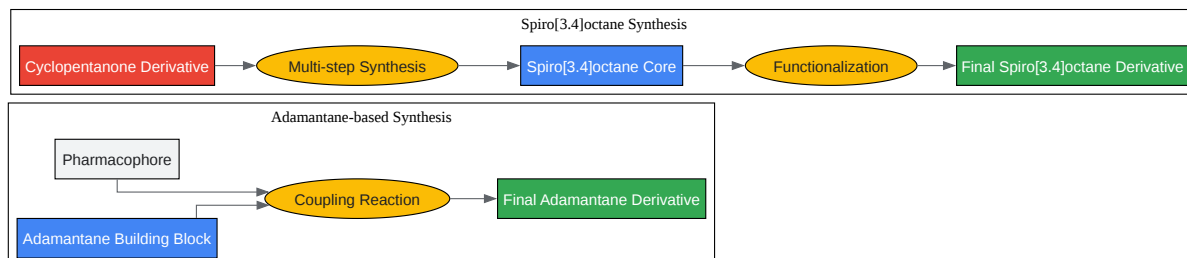 Spiro[3.4]octane Synthesis
Cyclopentanone Derivative
Multi-step Synthesis
Spiro[3.4]octane Core
Functionalization
Final Spiro[3.4]octane Derivative
Adamantane-based Synthesis
Pharmacophore
Coupling Reaction
Final Adamantane Derivative
Adamantane Building Block